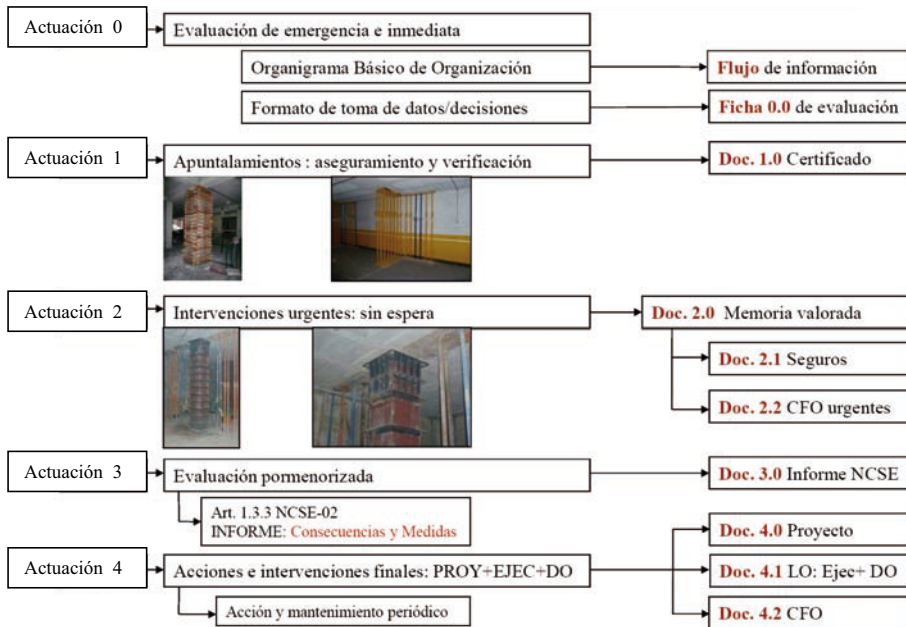 Actuación 0
Evaluación de emergencia e inmediata
Organigrama Básico de Organización
Flujo de información
Formato de toma de datos/decisiones
Ficha 0.0 de evaluación
Actuación 1
Apuntalamientos : aseguramiento y verificación
Doc. 1.0 Certificado
Actuación 2
Intervenciones urgentes: sin espera
Doc. 2.0 Memoria valorada
Doc. 2.1 Seguros
Doc. 2.2 CFO urgentes
Actuación 3
Evaluación pormenorizada
Doc. 3.0 Informe NCSE
Art. 1.3.3 NCSE-02
INFORME: Consecuencias y Medidas
Doc. 4.0 Proyecto
Actuación 4
Acciones e intervenciones finales: PROY+EJEC+DO
Doc. 4.1 LO: Ejec+ DO
Acción y mantenimiento periódico
Doc. 4.2 CFO